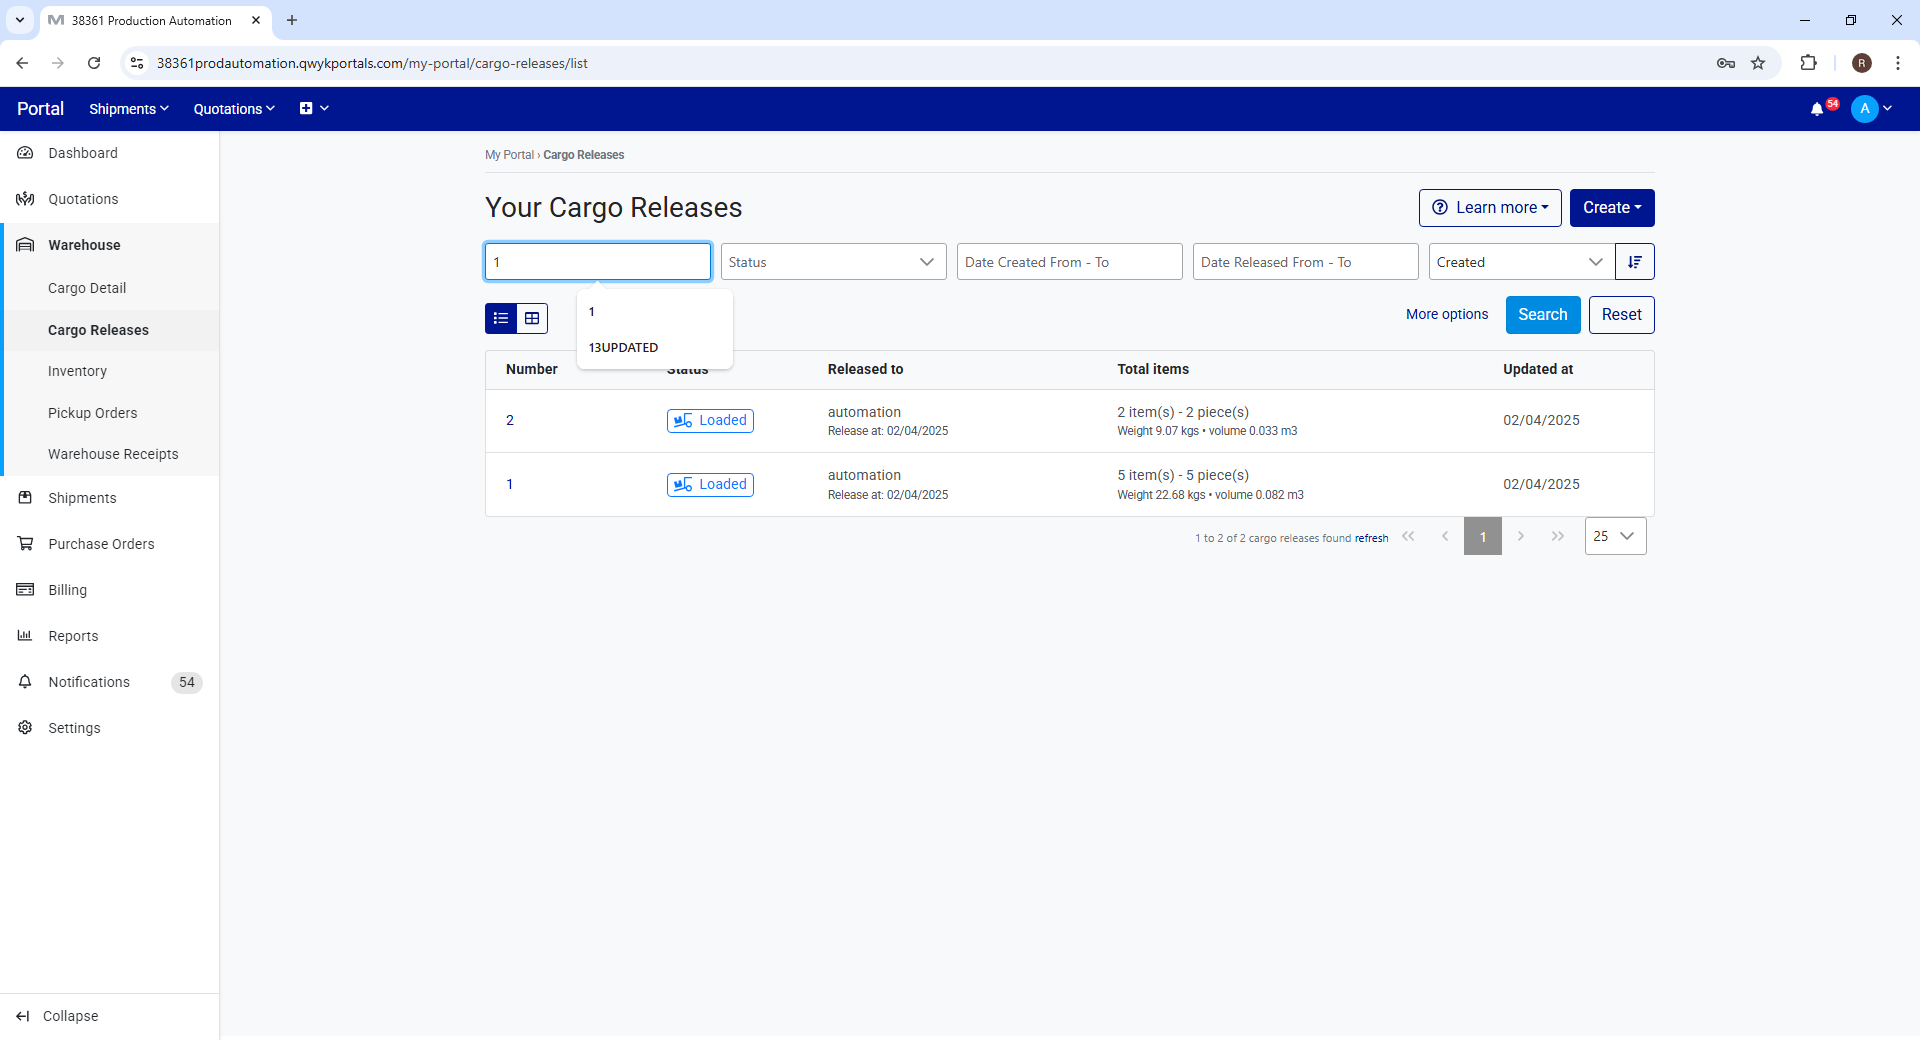 38361 Production Automation
38361prodautomation.qwykportals.com/my-portal/cargo-releases/list
R
Portal Shipments Quotations 54 A
Dashboard
Quotations
Warehouse
Cargo Detail
Cargo Releases
Inventory
Pickup Orders
Warehouse Receipts
Shipments
Purchase Orders
Billing
Reports
Notifications 54
Settings
Collapse
My Portal › Cargo Releases
Your Cargo Releases
Learn more Create
1 Status Date Created From - To Date Released From - To Created
1
13UPDATED
More options Search Reset
Number Status Released to Total items Updated at
2 Loaded automation 2 item(s) - 2 piece(s) 02/04/2025
Release at: 02/04/2025 Weight 9.07 kgs • volume 0.033 m3
1 Loaded automation 5 item(s) - 5 piece(s) 02/04/2025
Release at: 02/04/2025 Weight 22.68 kgs • volume 0.082 m3
1 to 2 of 2 cargo releases found refresh 1 25